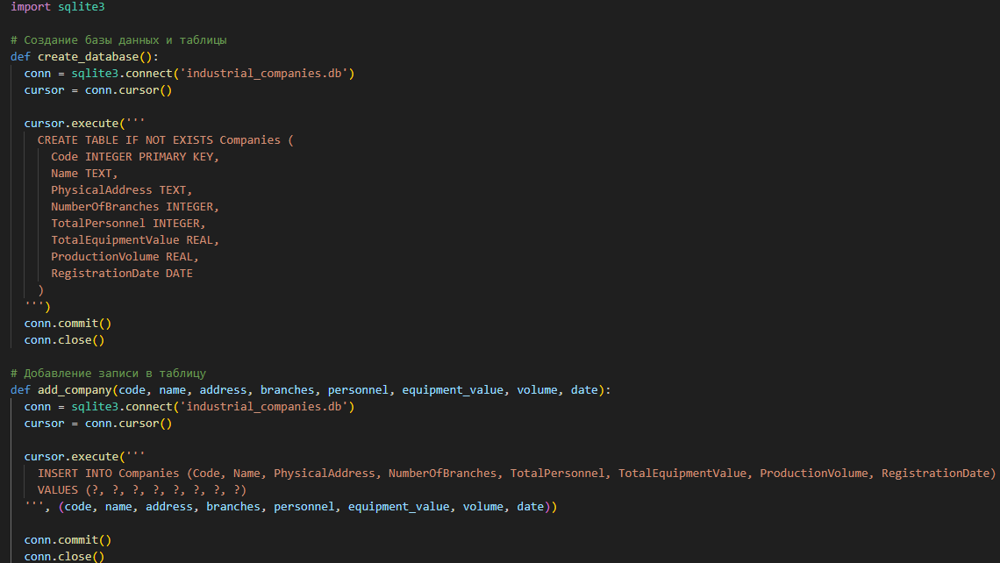 import sqlite3
# Создание базы данных и таблицы
def create_database():
conn = sqlite3.connect('industrial_companies.db')
cursor = conn.cursor()
cursor.execute('''
CREATE TABLE IF NOT EXISTS Companies (
Code INTEGER PRIMARY KEY,
Name TEXT,
PhysicalAddress TEXT,
NumberOfBranches INTEGER,
TotalPersonnel INTEGER,
TotalEquipmentValue REAL,
ProductionVolume REAL,
RegistrationDate DATE
)
''')
conn.commit()
conn.close()
# Добавление записи в таблицу
def add_company(code, name, address, branches, personnel, equipment_value, volume, date):
conn = sqlite3.connect('industrial_companies.db')
cursor = conn.cursor()
cursor.execute('''
INSERT INTO Companies (Code, Name, PhysicalAddress, NumberOfBranches, TotalPersonnel, TotalEquipmentValue, ProductionVolume, RegistrationDate)
VALUES (?, ?, ?, ?, ?, ?, ?, ?)
''', (code, name, address, branches, personnel, equipment_value, volume, date))
conn.commit()
conn.close()